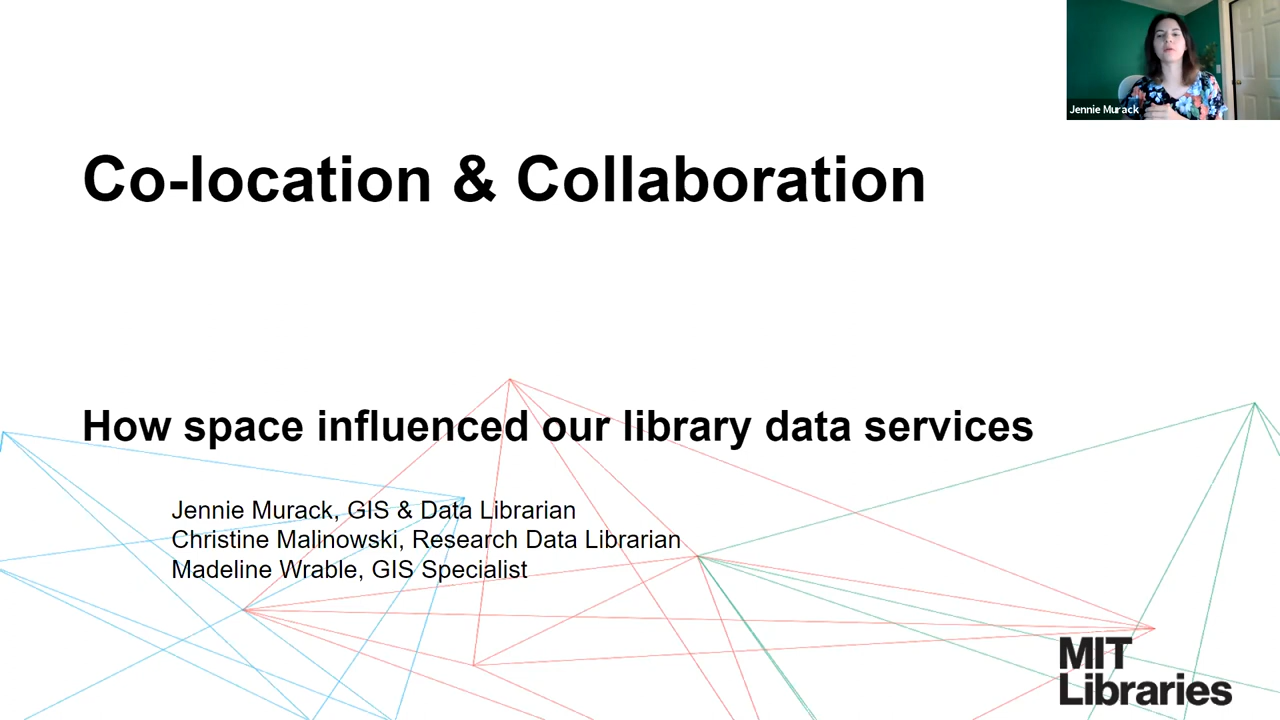 Jennie Murack
Co-location & Collaboration
How space influenced our library data services
Jennie Murack, GIS & Data Librarian
Christine Malinowski, Research Data Librarian
Madeline Wrable, GIS Specialist
MIT
Libraries